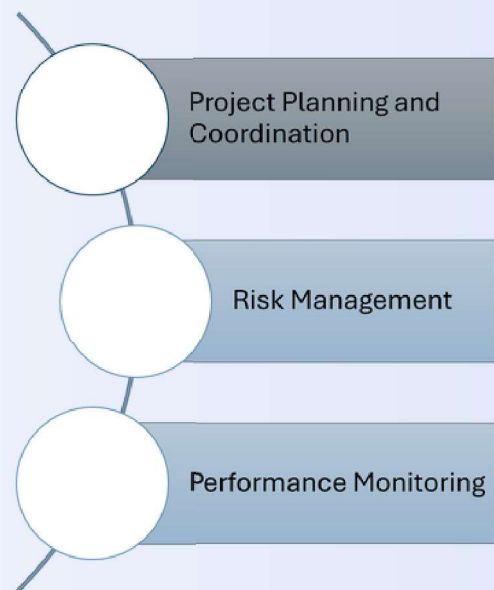 Project Planning and
Coordination
Risk Management
Performance Monitoring